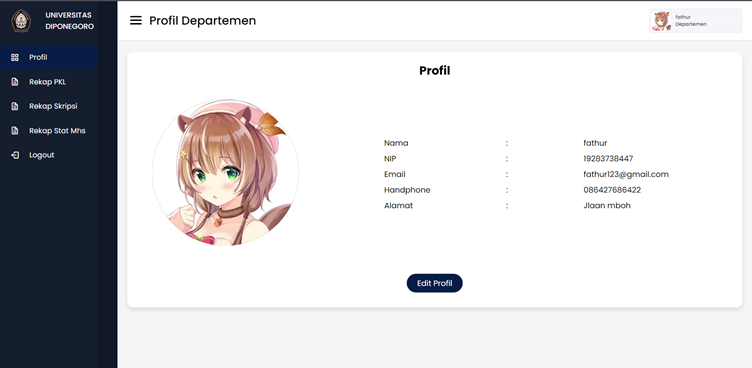 UNIVERSITAS
DIPONEGORO
Profil
Rekap PKL
Rekap Skripsi
Rekap Stat Mhs
Logout
Profil Departemen
fathur
Departemen
Profil
Nama : fathur
NIP : 19283738447
Email : fathur123@gmail.com
Handphone : 086427686422
Alamat : Jlaan mboh
Edit Profil